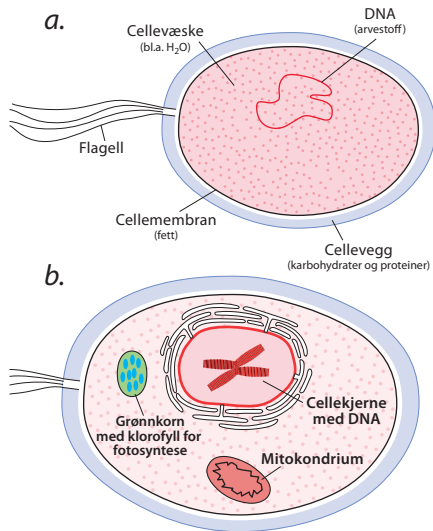 a.
Cellevæske
(bl.a. H₂O)
DNA
(arvestoff)
Flagell
Cellemembran
(fett)
Cellevegg
(karbohydrater og proteiner)
b.
Grønnkorn
med klorofyll for
fotosyntese
Cellekjerne
med DNA
Mitokondrium